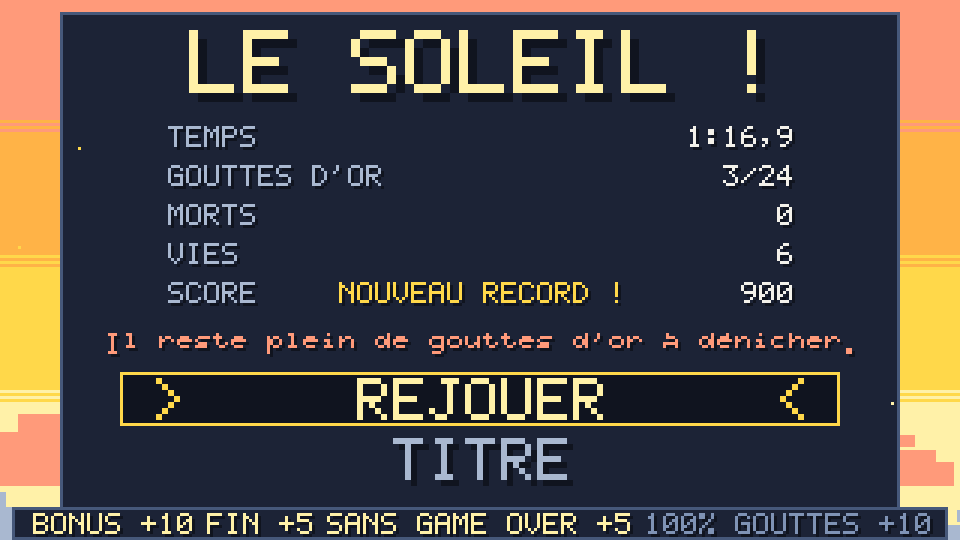 LE SOLEIL !
TEMPS 1:16,9
GOUTTES D'OR 3/24
MORTS 0
VIES 6
SCORE NOUVEAU RECORD ! 900
Il reste plein de gouttes d'or à dénicher.
> REJOUER <
TITRE
BONUS +10 FIN +5 SANS GAME OVER +5 100% GOUTTES +10